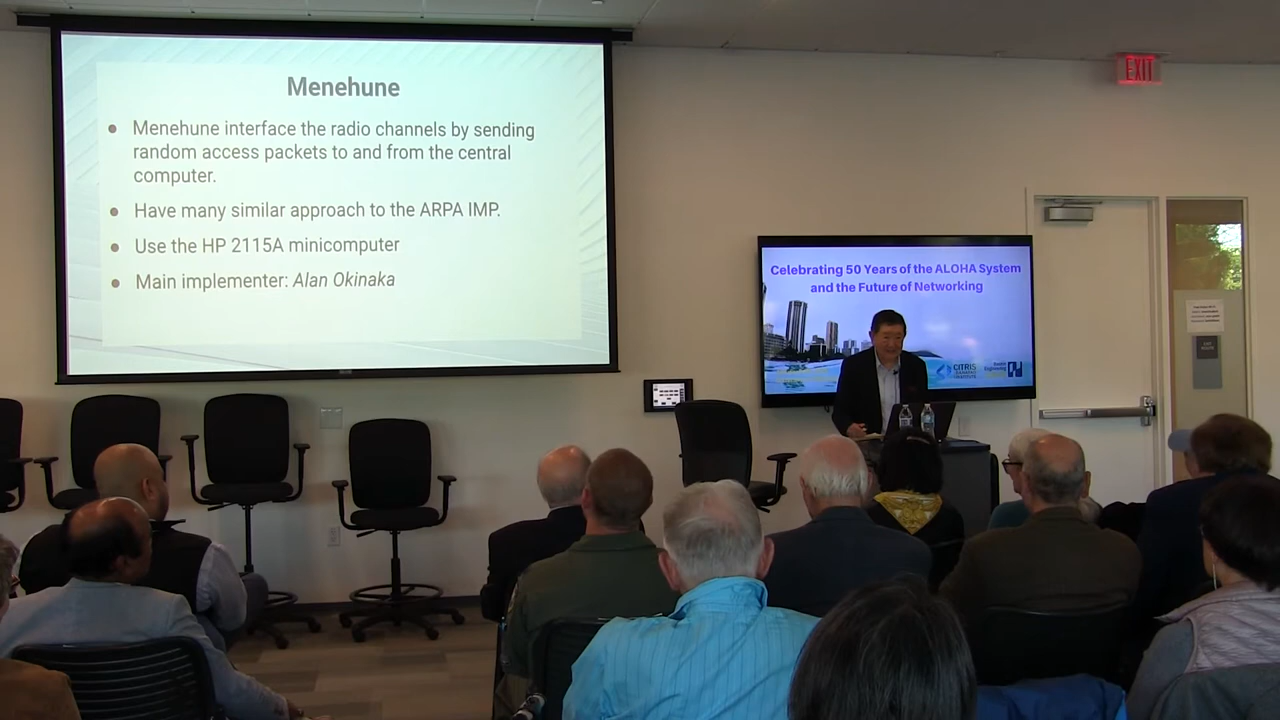 Menehune
● Menehune interface the radio channels by sending
random access packets to and from the central
computer.
● Have many similar approach to the ARPA IMP.
● Use the HP 2115A minicomputer
● Main implementer: Alan Okinaka
EXIT
Celebrating 50 Years of the ALOHA System
and the Future of Networking
CITRIS